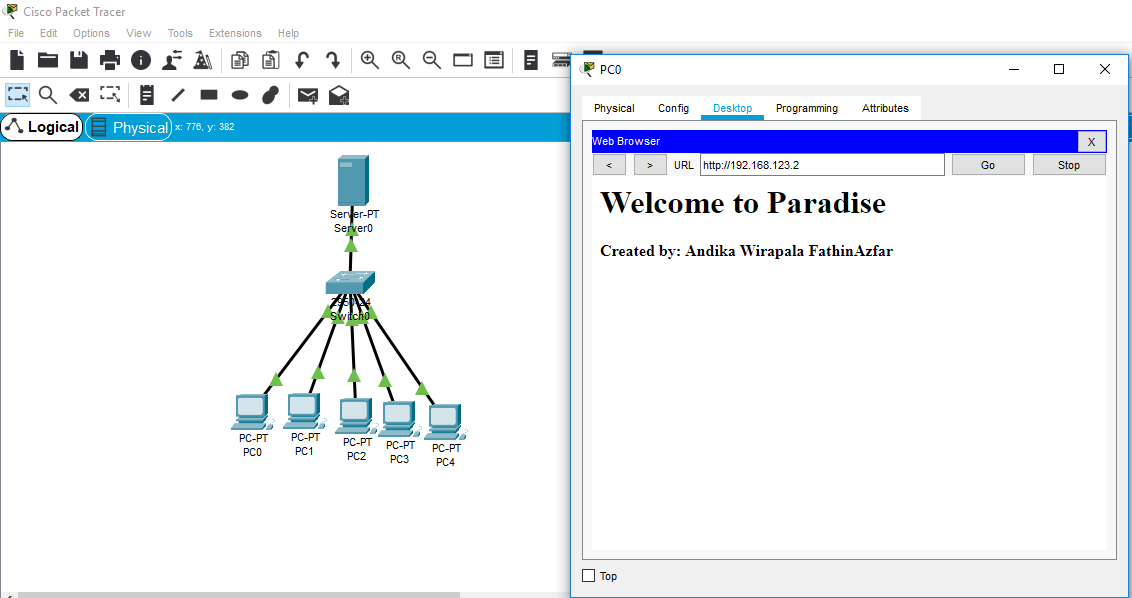 Cisco Packet Tracer
File Edit Options View Tools Extensions Help
Logical Physical x: 776, y: 382
Server-PT
Server0
2950-24
Switch0
PC-PT
PC0
PC-PT
PC1
PC-PT
PC2
PC-PT
PC3
PC-PT
PC4
PC0
Physical Config Desktop Programming Attributes
Web Browser X
< > URL http://192.168.123.2 Go Stop
Welcome to Paradise
Created by: Andika Wirapala FathinAzfar
Top